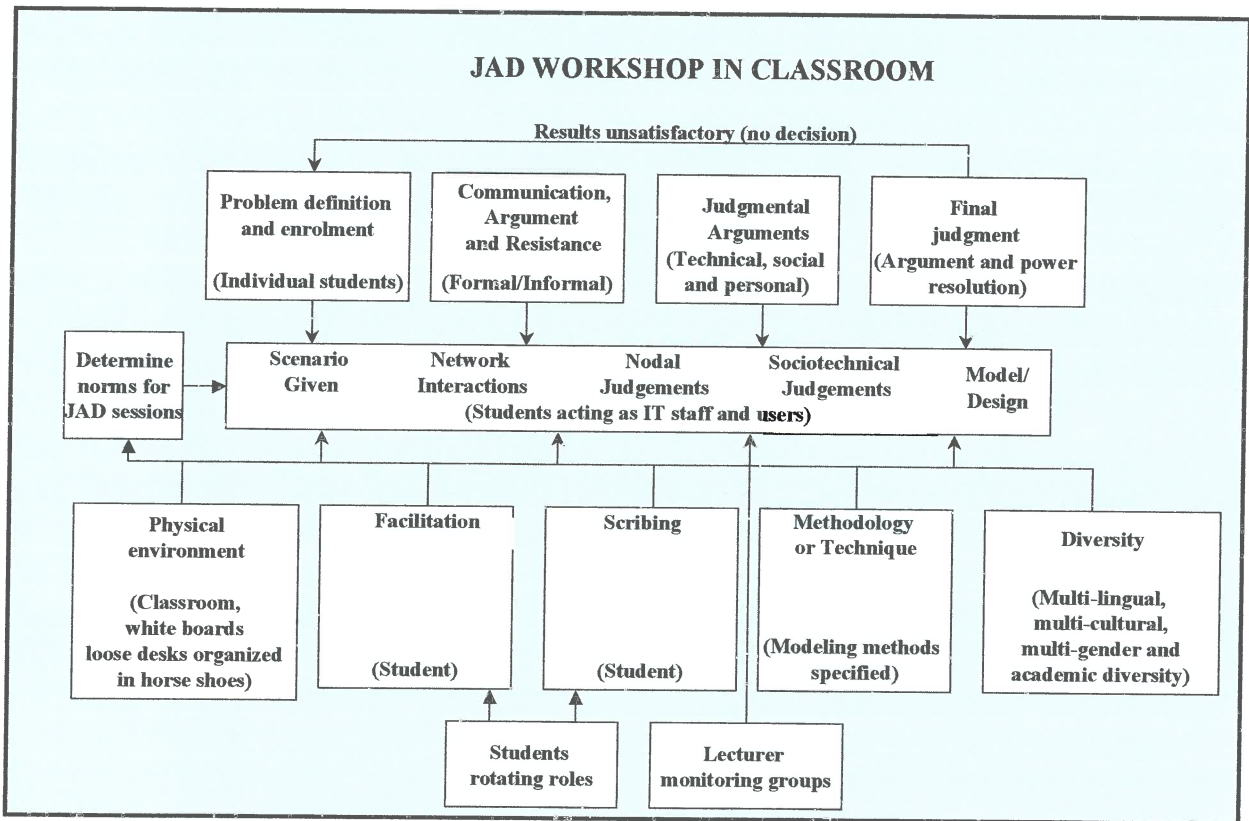 JAD WORKSHOP IN CLASSROOM
Results unsatisfactory (no decision)
Problem definition
and enrolment
(Individual students)
Communication,
Argument
and Resistance
(Formal/Informal)
Judgmental
Arguments
(Technical, social
and personal)
Final
judgment
(Argument and power
resolution)
Determine
norms for
JAD sessions
Scenario
Given
Network
Interactions
Nodal
Judgements
Sociotechnical
Judgements
Model/
Design
(Students acting as IT staff and users)
Physical
environment
(Classroom,
white boards
loose desks organized
in horse shoes)
Facilitation
(Student)
Scribing
(Student)
Methodology
or Technique
(Modeling methods
specified)
Diversity
(Multi-lingual,
multi-cultural,
multi-gender and
academic diversity)
Students
rotating roles
Lecturer
monitoring groups